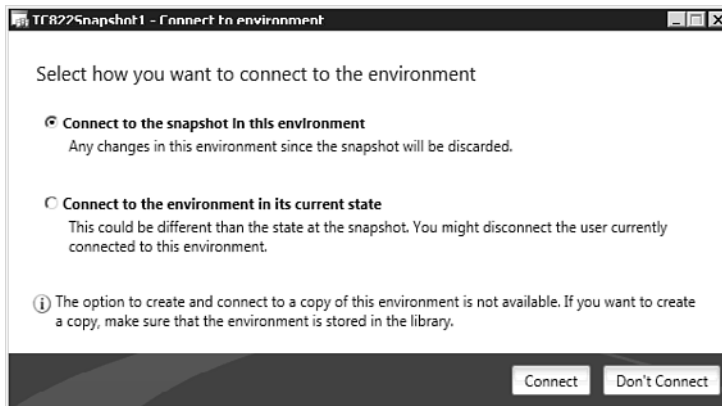 TC822Snapshot1 - Connect to environment
Select how you want to connect to the environment
Connect to the snapshot in this environment
Any changes in this environment since the snapshot will be discarded.
Connect to the environment in its current state
This could be different than the state at the snapshot. You might disconnect the user currently
connected to this environment.
The option to create and connect to a copy of this environment is not available. If you want to create
a copy, make sure that the environment is stored in the library.
Connect Don't Connect